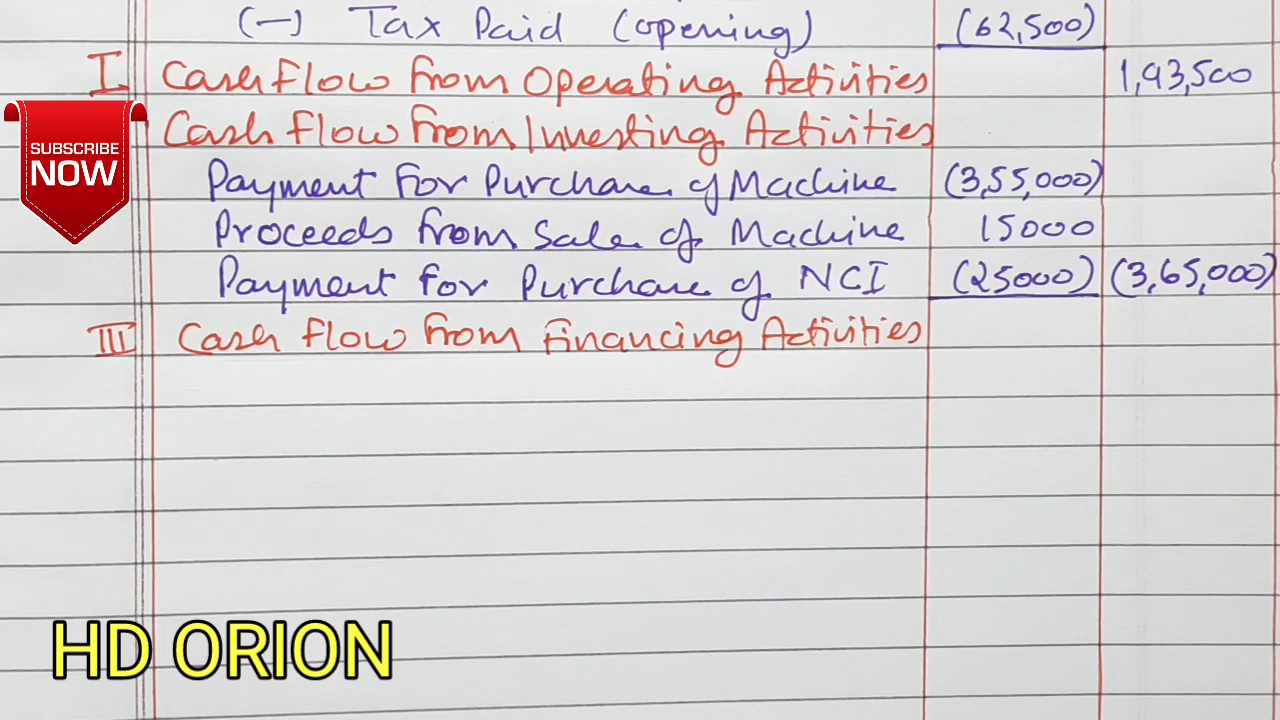 (-) Tax Paid (opening) (62,500)
I Cash Flow From Operating Activities 1,93,500
SUBSCRIBE
NOW
Cash Flow From Investing Activities
Payment For Purchase of Machine (3,55,000)
Proceeds from Sale of Machine 15000
Payment for Purchase of NCI (25000) (3,65,000)
III Cash flow From Financing Activities
HD ORION